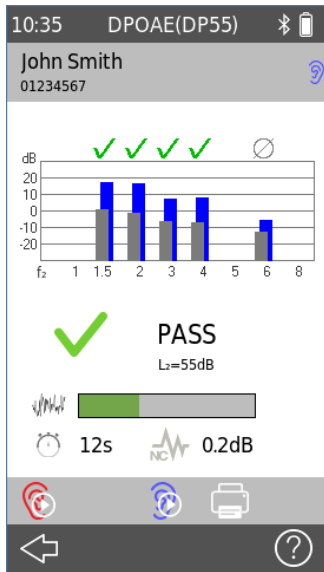 10:35 DPOAE(DP55)
John Smith
01234567
dB
20
10
0
-10
-20
f₂ 1 1.5 2 3 4 5 6 8
PASS
L₂=55dB
12s NC 0.2dB
?